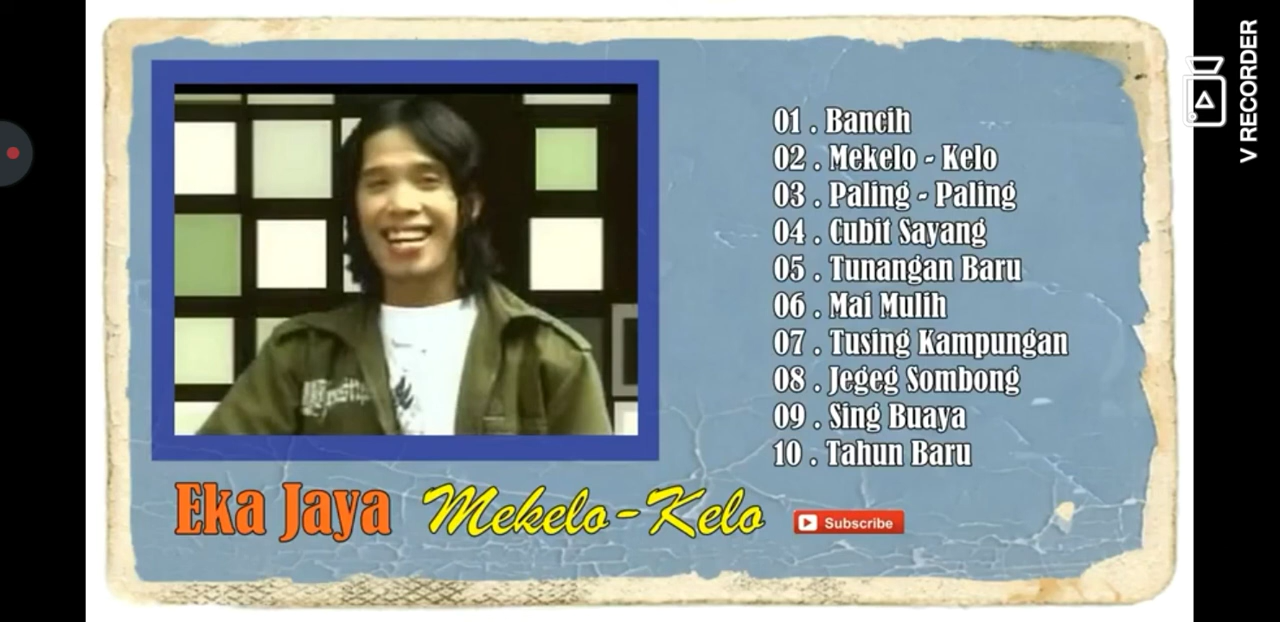 01 . Bancih
02 . Mekelo - Kelo
03 . Paling - Paling
04 . Cubit Sayang
05 . Tunangan Baru
06 . Mai Mulih
07 . Tusing Kampungan
08 . Jegeg Sombong
09 . Sing Buaya
10 . Tahun Baru
Eka Jaya Mekelo-Kelo
Subscribe
V RECORDER